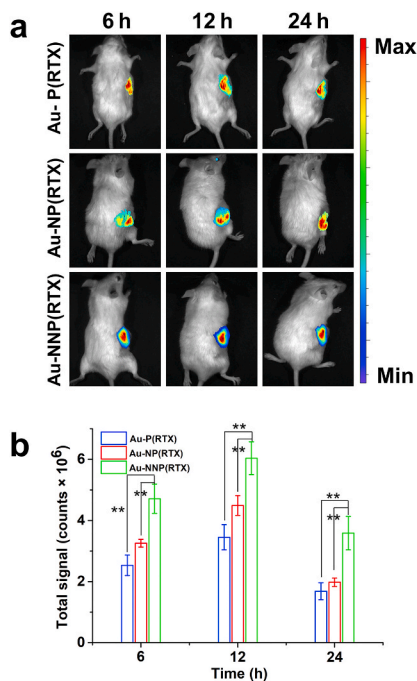 a
6 h 12 h 24 h
Au- P(RTX)
Au-NP(RTX)
Au-NNP(RTX)
Max
Min
b
Total signal (counts × 10⁶)
8
6
4
2
0
Au-P(RTX)
Au-NP(RTX)
Au-NNP(RTX)
**
**
**
**
**
**
6 12 24
Time (h)